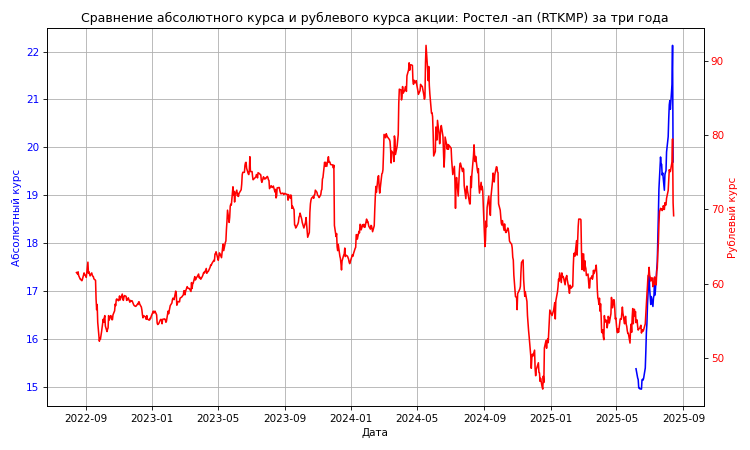 Сравнение абсолютного курса и рублевого курса акции: Ростел -ап (RTKMP) за три года
Абсолютный курс
22
21
20
19
18
17
16
15
90
80
70
60
50
Рублевый курс
2022-09 2023-01 2023-05 2023-09 2024-01 2024-05 2024-09 2025-01 2025-05 2025-09
Дата